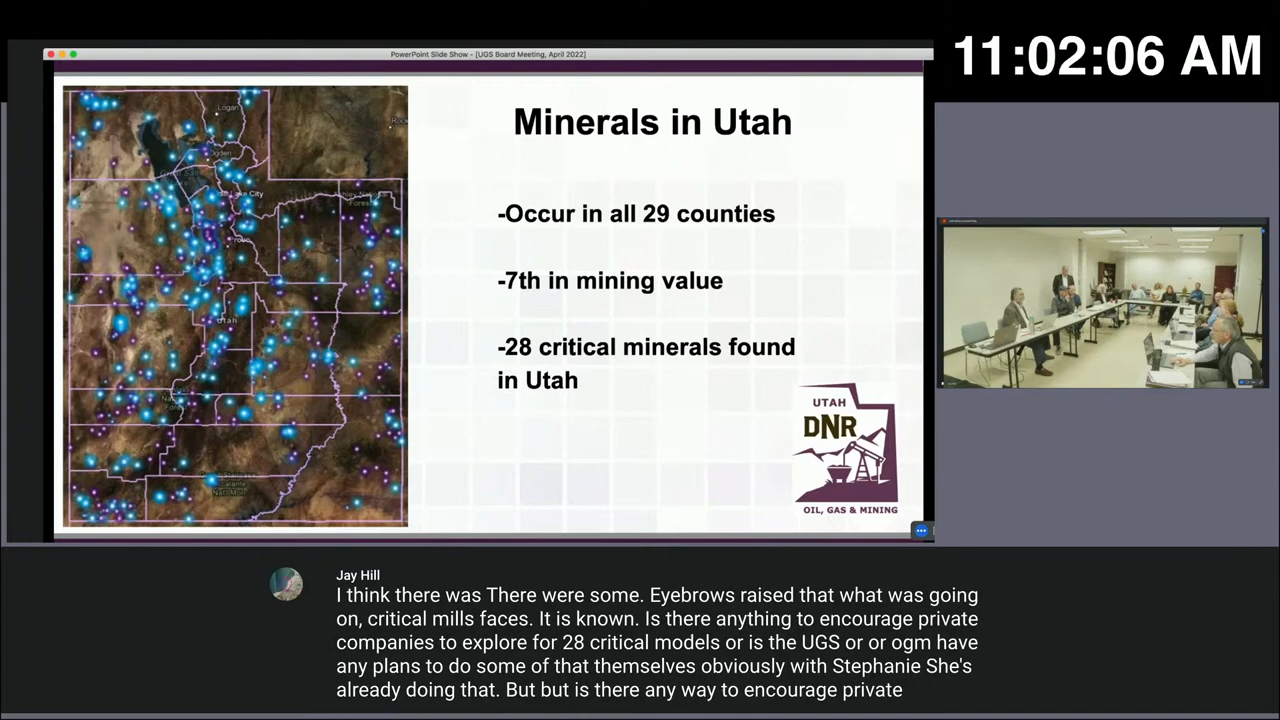 PowerPoint Slide Show - [UGS Board Meeting, April 2022]
11:02:06 AM
Minerals in Utah
-Occur in all 29 counties
-7th in mining value
-28 critical minerals found
in Utah
Logan
Ogden
Lake City
Provo
Utah
UTAH
DNR
OIL, GAS & MINING
Jay Hill
I think there was There were some. Eyebrows raised that what was going
on, critical mills faces. It is known. Is there anything to encourage private
companies to explore for 28 critical models or is the UGS or or ogm have
any plans to do some of that themselves obviously with Stephanie She's
already doing that. But but is there any way to encourage private